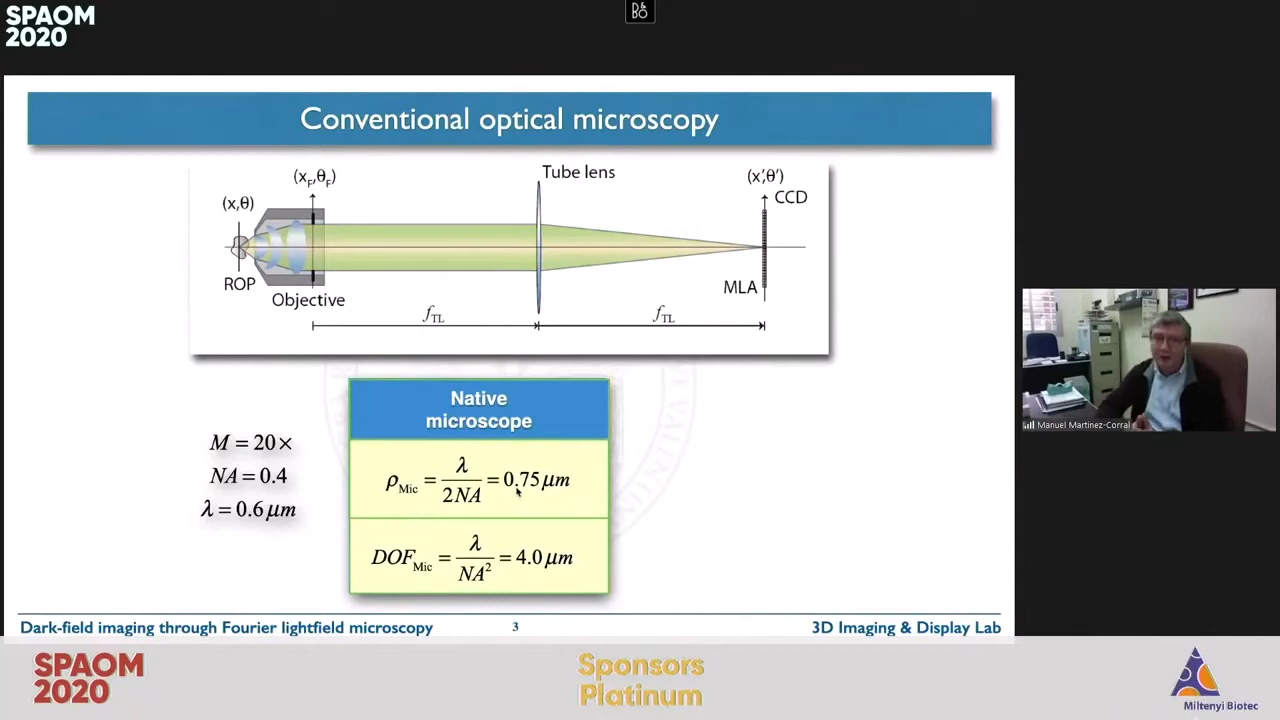 SPAOM
2020
B&BO
Conventional optical microscopy
Tube lens
(x_F,θ_F)
(x′,θ′)
(x,θ)
CCD
ROP
MLA
Objective
f_TL
f_TL
Native
microscope
M = 20×
NA = 0.4
λ = 0.6 μm
ρ_Mic = λ / 2NA = 0.75 μm
DOF_Mic = λ / NA² = 4.0 μm
Manuel Martinez-Corral
Dark-field imaging through Fourier lightfield microscopy
3
3D Imaging & Display Lab
SPAOM
2020
Sponsors
Platinum
Miltenyi Biotec